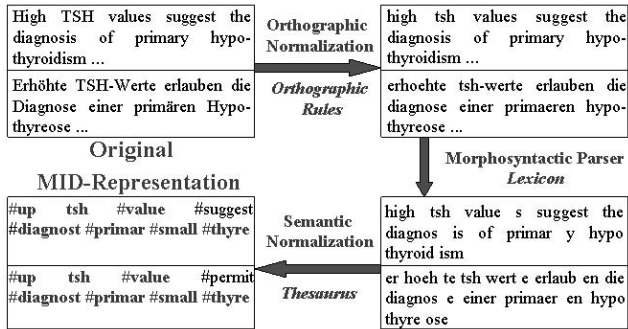 High TSH values suggest the
diagnosis of primary hypo-
thyroidism ...
Erhöhte TSH-Werte erlauben die
Diagnose einer primären Hypo-
thyreose ...
Original
Orthographic
Normalization
Orthographic
Rules
high tsh values suggest the
diagnosis of primary hypo-
thyroidism ...
erhoehte tsh-werte erlauben die
diagnose einer primaeren hypo-
thyreose ...
Morphosyntactic Parser
Lexicon
high tsh value s suggest the
diagnos is of primar y hypo
thyroid ism
er hoeh te tsh wert e erlaub en die
diagnos e einer primaer en hypo
thyre ose
Semantic
Normalization
Thesaurus
MID-Representation
#up tsh #value #suggest
#diagnost #primar #small #thyre
#up tsh #value #permit
#diagnost #primar #small #thyre